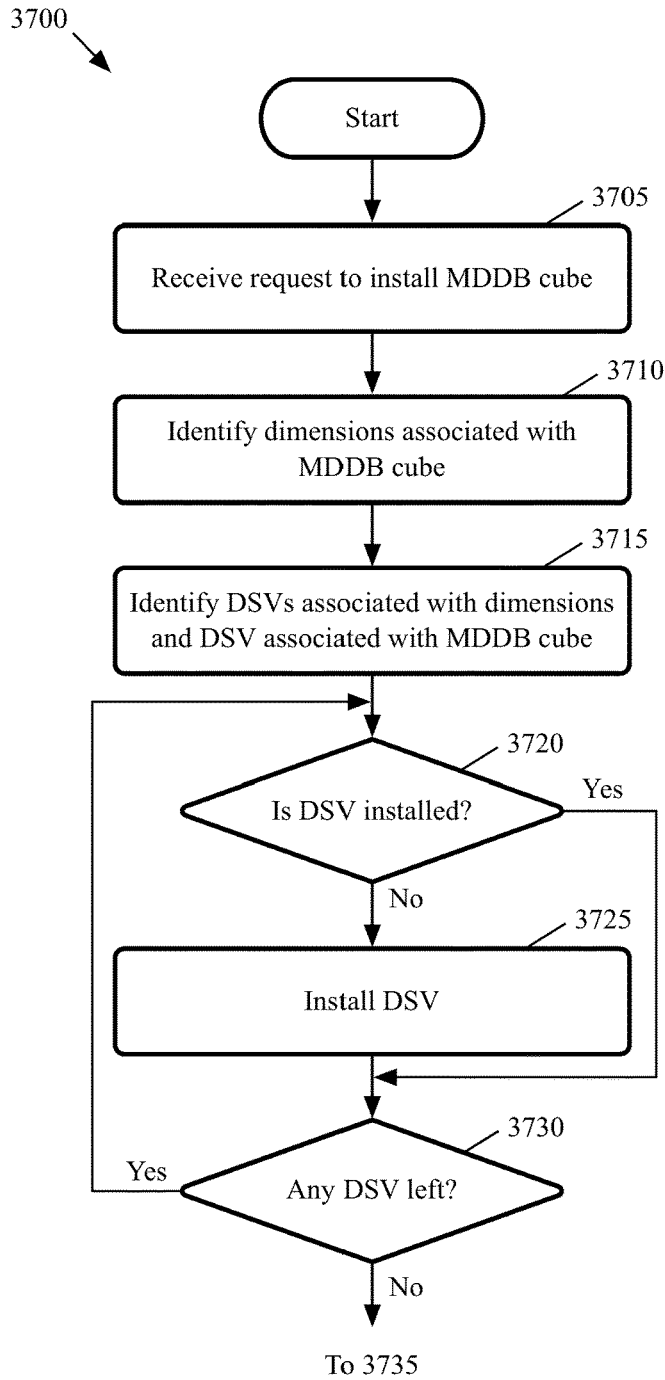 3700
Start
3705
Receive request to install MDDB cube
3710
Identify dimensions associated with
MDDB cube
3715
Identify DSVs associated with dimensions
and DSV associated with MDDB cube
3720
Is DSV installed?
Yes
No
3725
Install DSV
3730
Yes
Any DSV left?
No
To 3735